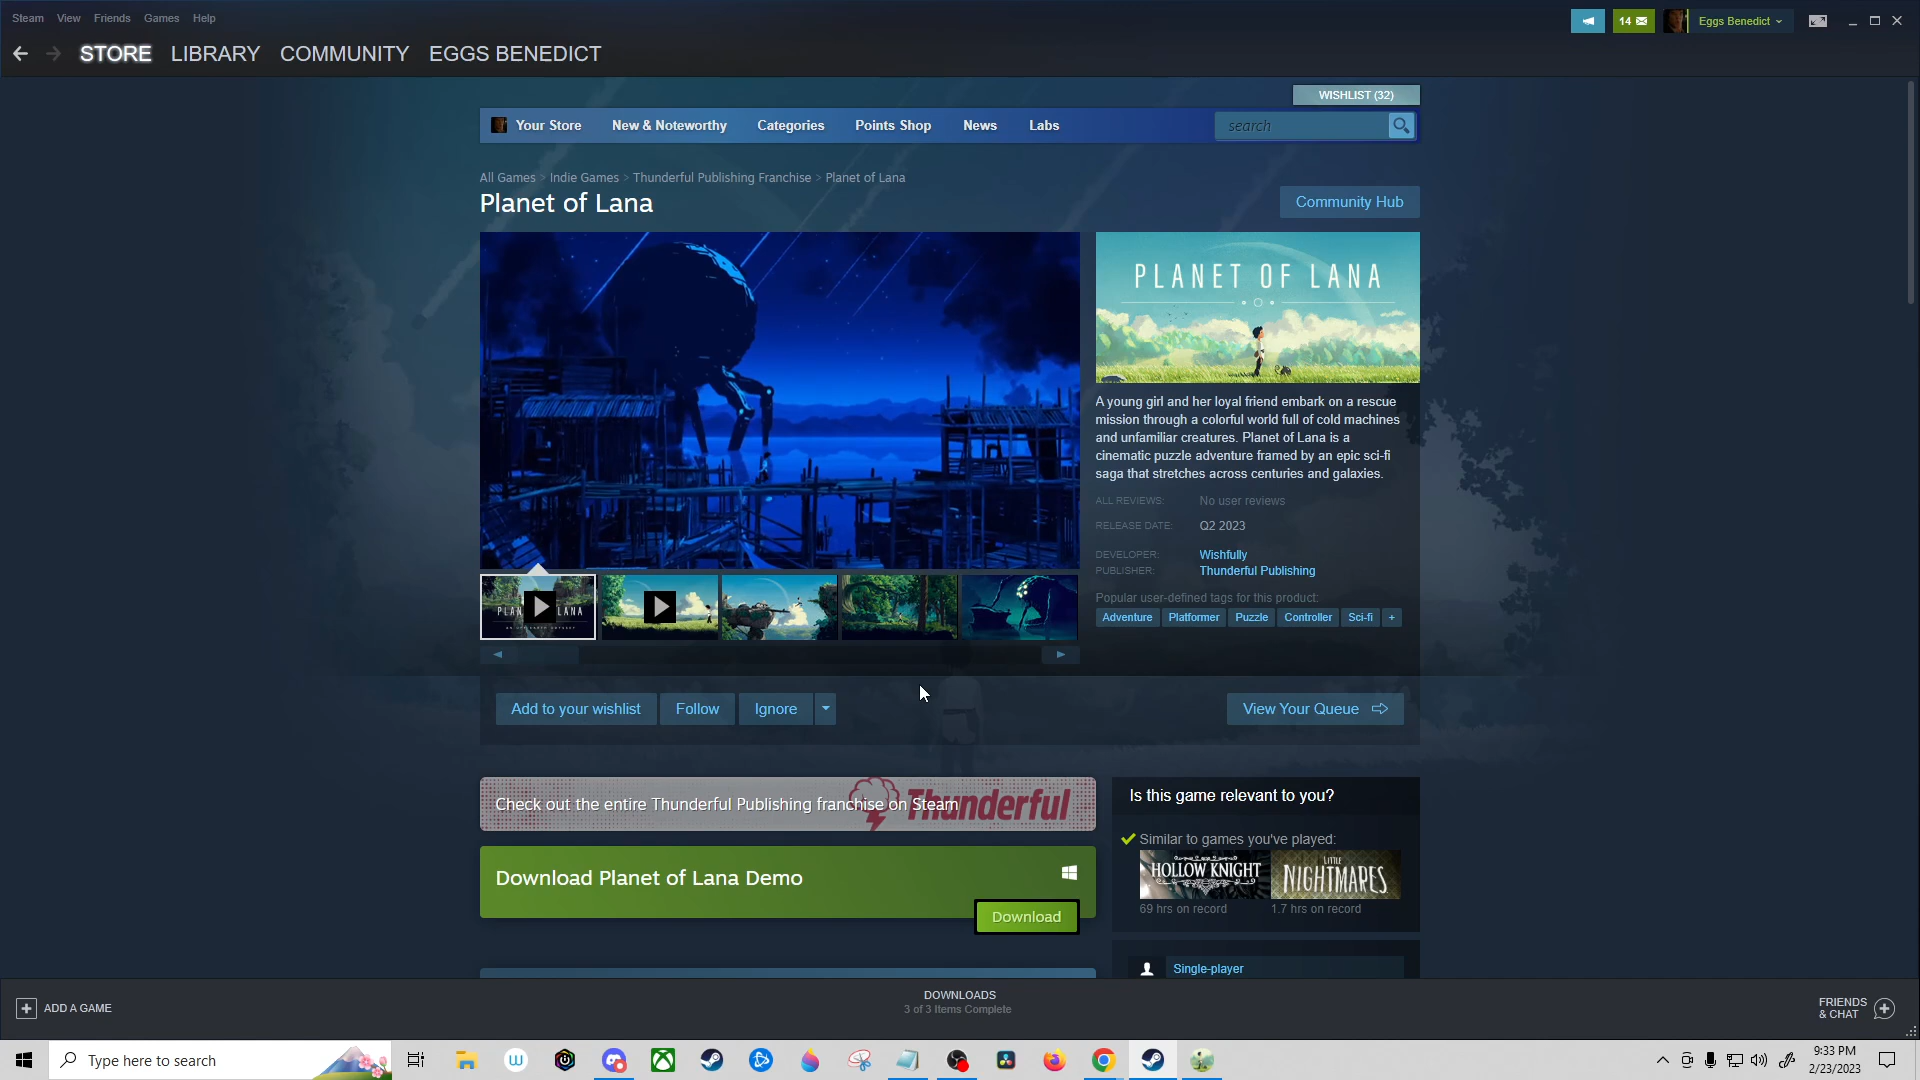 Steam View Friends Games Help
14
Eggs Benedict
STORE LIBRARY COMMUNITY EGGS BENEDICT
WISHLIST (32)
Your Store New & Noteworthy Categories Points Shop News Labs
search
All Games > Indie Games > Thunderful Publishing Franchise > Planet of Lana
Planet of Lana
Community Hub
PLANET OF LANA
A young girl and her loyal friend embark on a rescue
mission through a colorful world full of cold machines
and unfamiliar creatures. Planet of Lana is a
cinematic puzzle adventure framed by an epic sci-fi
saga that stretches across centuries and galaxies.
ALL REVIEWS: No user reviews
RELEASE DATE: Q2 2023
DEVELOPER: Wishfully
PUBLISHER: Thunderful Publishing
Popular user-defined tags for this product:
Adventure Platformer Puzzle Controller Sci-fi +
Add to your wishlist Follow Ignore
View Your Queue
Check out the entire Thunderful Publishing franchise on Steam
Thunderful
Download Planet of Lana Demo
Download
Is this game relevant to you?
Similar to games you've played:
HOLLOW KNIGHT
LITTLE NIGHTMARES
69 hrs on record 1.7 hrs on record
Single-player
ADD A GAME
DOWNLOADS
3 of 3 Items Complete
FRIENDS
& CHAT
Type here to search
9:33 PM
2/23/2023